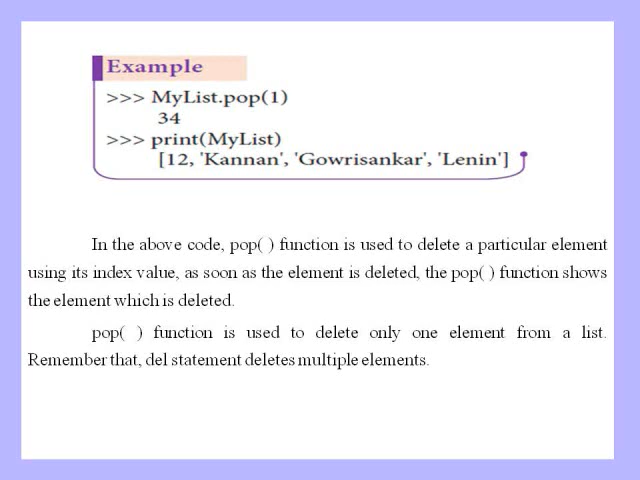 Example
>>> MyList.pop(1)
34
>>> print(MyList)
[12, 'Kannan', 'Gowrisankar', 'Lenin']
In the above code, pop( ) function is used to delete a particular element
using its index value, as soon as the element is deleted, the pop( ) function shows
the element which is deleted.
pop( ) function is used to delete only one element from a list.
Remember that, del statement deletes multiple elements.